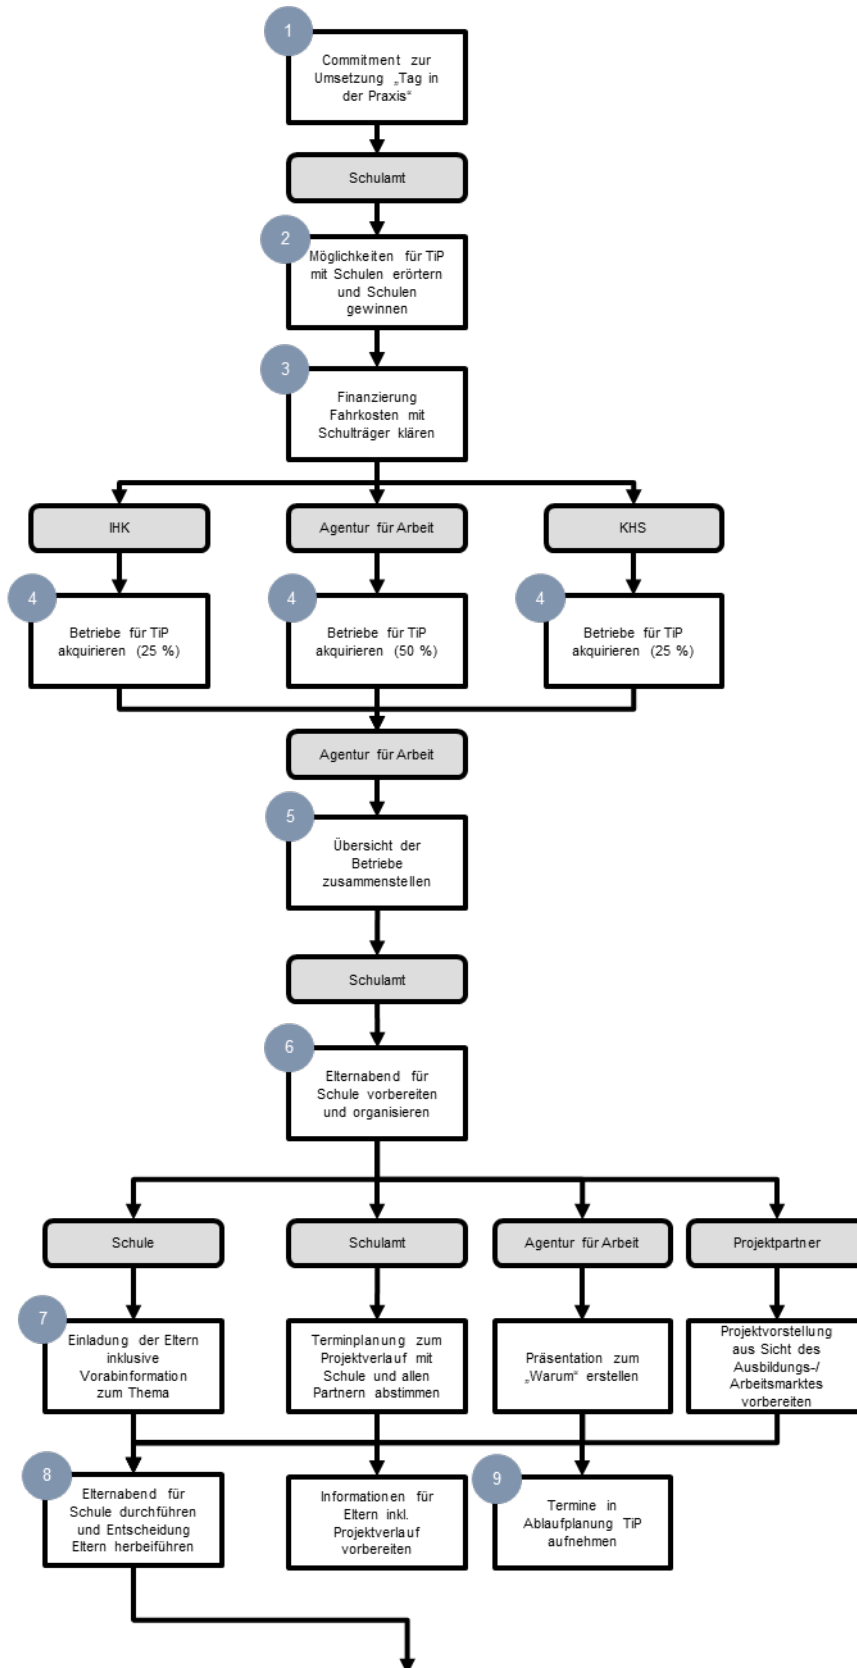 1
Commitment zur
Umsetzung „Tag in
der Praxis“
Schulamt
2
Möglichkeiten für TiP
mit Schulen erörtern
und Schulen
gewinnen
3
Finanzierung
Fahrkosten mit
Schulträger klären
IHK
Agentur für Arbeit
KHS
4
Betriebe für TiP
akquirieren (25 %)
4
Betriebe für TiP
akquirieren (50 %)
4
Betriebe für TiP
akquirieren (25 %)
Agentur für Arbeit
5
Übersicht der
Betriebe
zusammenstellen
Schulamt
6
Elternabend für
Schule vorbereiten
und organisieren
Schule
Schulamt
Agentur für Arbeit
Projektpartner
7
Einladung der Eltern
inklusive
Vorabinformation
zum Thema
Terminplanung zum
Projektverlauf mit
Schule und allen
Partnern abstimmen
Präsentation zum
„Warum“ erstellen
Projektvorstellung
aus Sicht des
Ausbildungs-/
Arbeitsmarktes
vorbereiten
8
Elternabend für
Schule durchführen
und Entscheidung
Eltern herbeiführen
Informationen für
Eltern inkl.
Projektverlauf
vorbereiten
9
Termine in
Ablaufplanung TiP
aufnehmen